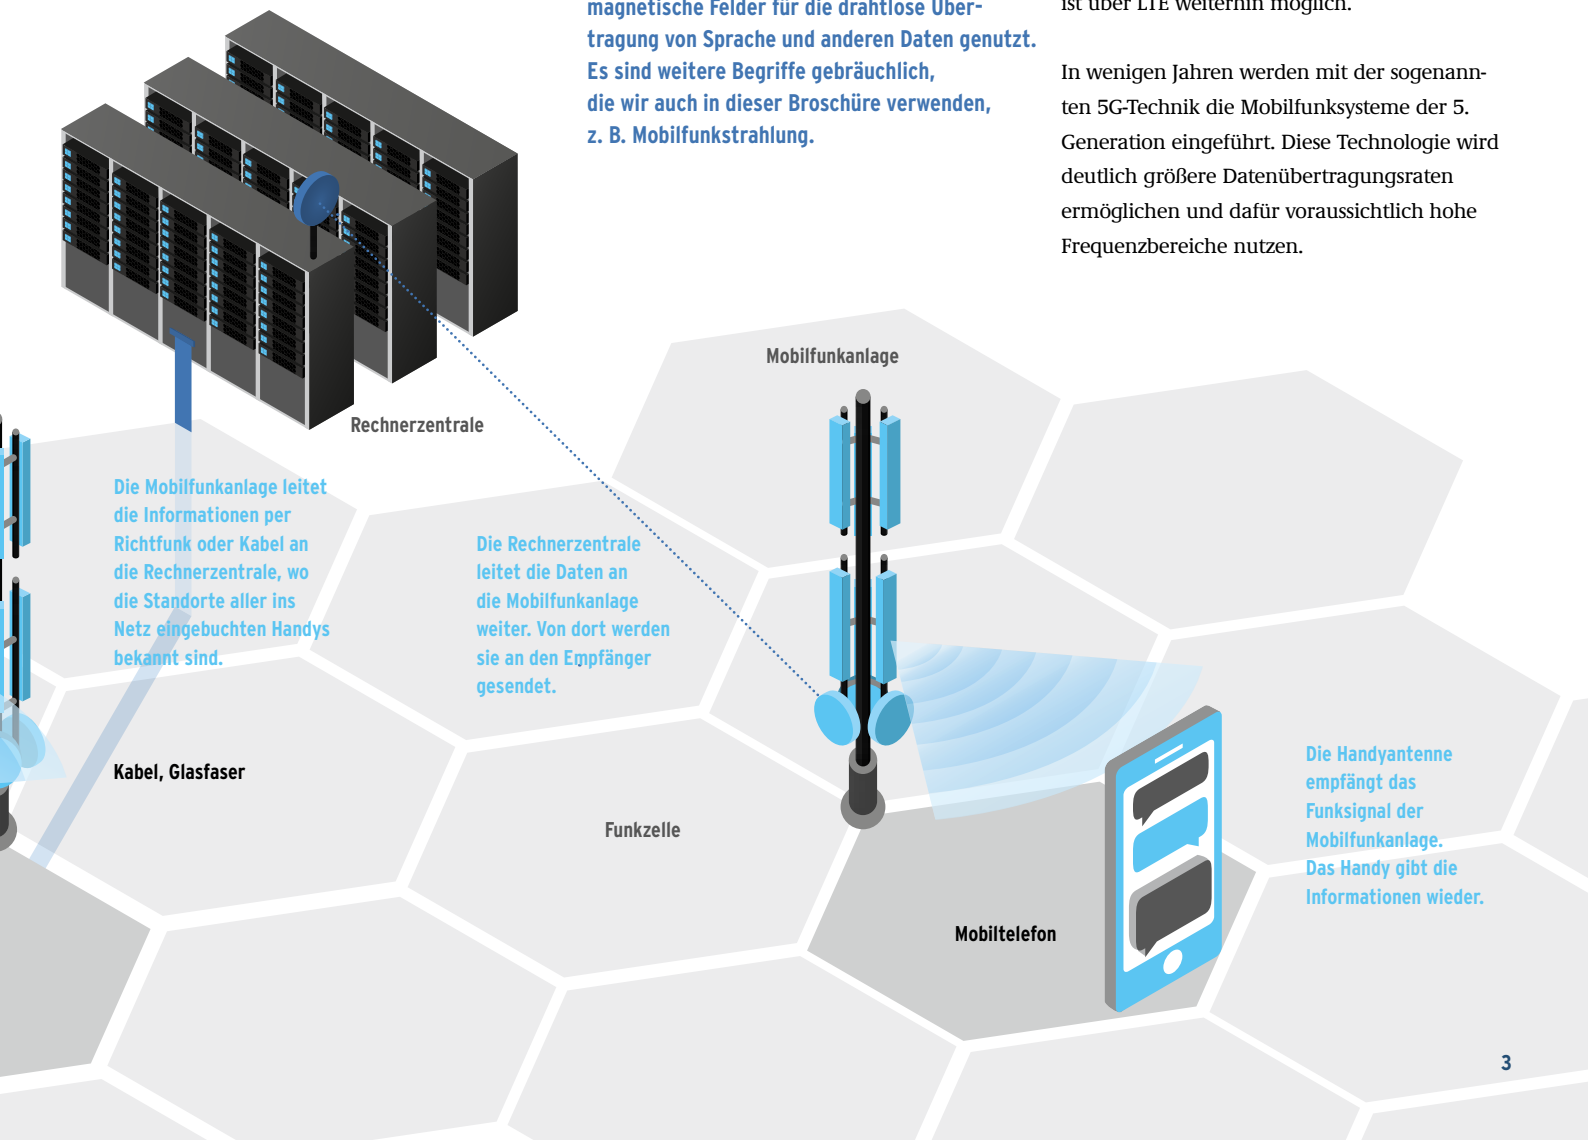 magnetische Felder für die drahtlose Über-
tragung von Sprache und anderen Daten genutzt.
Es sind weitere Begriffe gebräuchlich,
die wir auch in dieser Broschüre verwenden,
z. B. Mobilfunkstrahlung.
ist über LTE weiterhin möglich.
In wenigen Jahren werden mit der sogenann-
ten 5G-Technik die Mobilfunksysteme der 5.
Generation eingeführt. Diese Technologie wird
deutlich größere Datenübertragungsraten
ermöglichen und dafür voraussichtlich hohe
Frequenzbereiche nutzen.
Mobilfunkanlage
Rechnerzentrale
Die Mobilfunkanlage leitet
die Informationen per
Richtfunk oder Kabel an
die Rechnerzentrale, wo
die Standorte aller ins
Netz eingebuchten Handys
bekannt sind.
Die Rechnerzentrale
leitet die Daten an
die Mobilfunkanlage
weiter. Von dort werden
sie an den Empfänger
gesendet.
Kabel, Glasfaser
Funkzelle
Die Handyantenne
empfängt das
Funksignal der
Mobilfunkanlage.
Das Handy gibt die
Informationen wieder.
Mobiltelefon
3